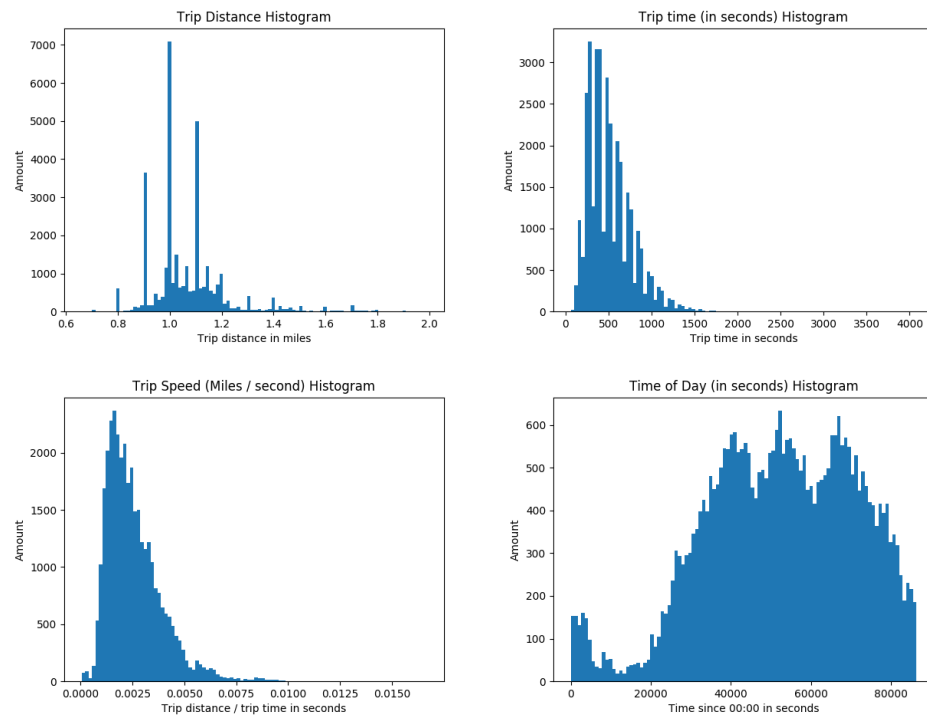 Trip Distance Histogram
7000
6000
5000
4000
3000
2000
1000
0
Amount
0.6 0.8 1.0 1.2 1.4 1.6 1.8 2.0
Trip distance in miles
Trip time (in seconds) Histogram
3000
2500
2000
1500
1000
500
0
Amount
0 500 1000 1500 2000 2500 3000 3500 4000
Trip time in seconds
Trip Speed (Miles / second) Histogram
2000
1500
1000
500
0
Amount
0.0000 0.0025 0.0050 0.0075 0.0100 0.0125 0.0150
Trip distance / trip time in seconds
Time of Day (in seconds) Histogram
600
500
400
300
200
100
0
Amount
0 20000 40000 60000 80000
Time since 00:00 in seconds